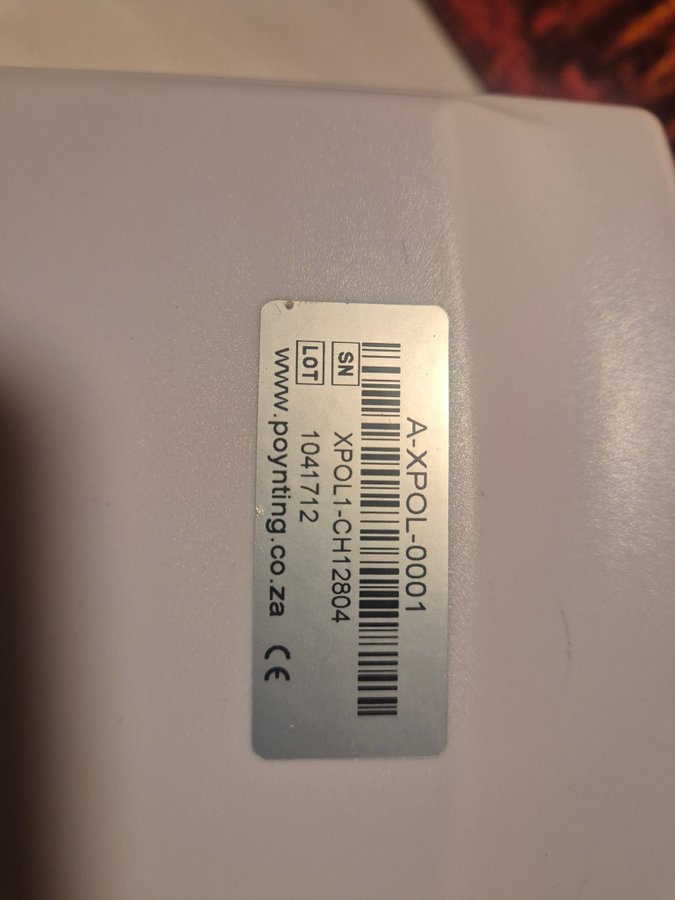 A-XPOL-0001
SN XPOL1-CH12804
LOT 1041712
www.poynting.co.za CE